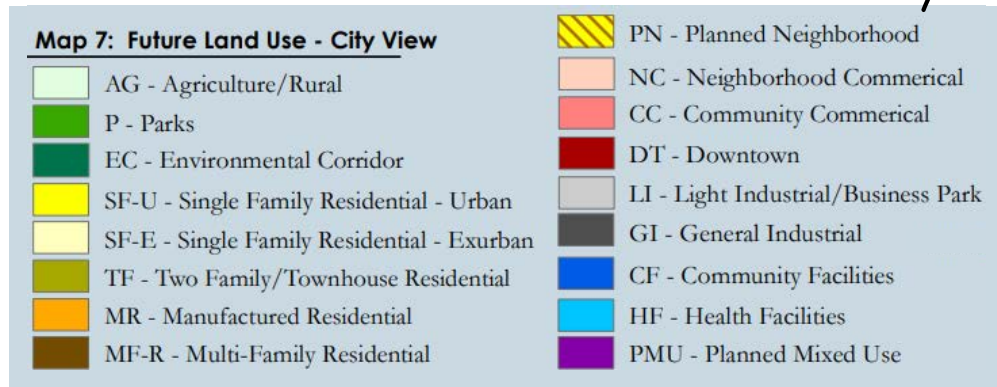 Map 7: Future Land Use - City View
AG - Agriculture/Rural
P - Parks
EC - Environmental Corridor
SF-U - Single Family Residential - Urban
SF-E - Single Family Residential - Exurban
TF - Two Family/Townhouse Residential
MR - Manufactured Residential
MF-R - Multi-Family Residential
PN - Planned Neighborhood
NC - Neighborhood Commerical
CC - Community Commerical
DT - Downtown
LI - Light Industrial/Business Park
GI - General Industrial
CF - Community Facilities
HF - Health Facilities
PMU - Planned Mixed Use